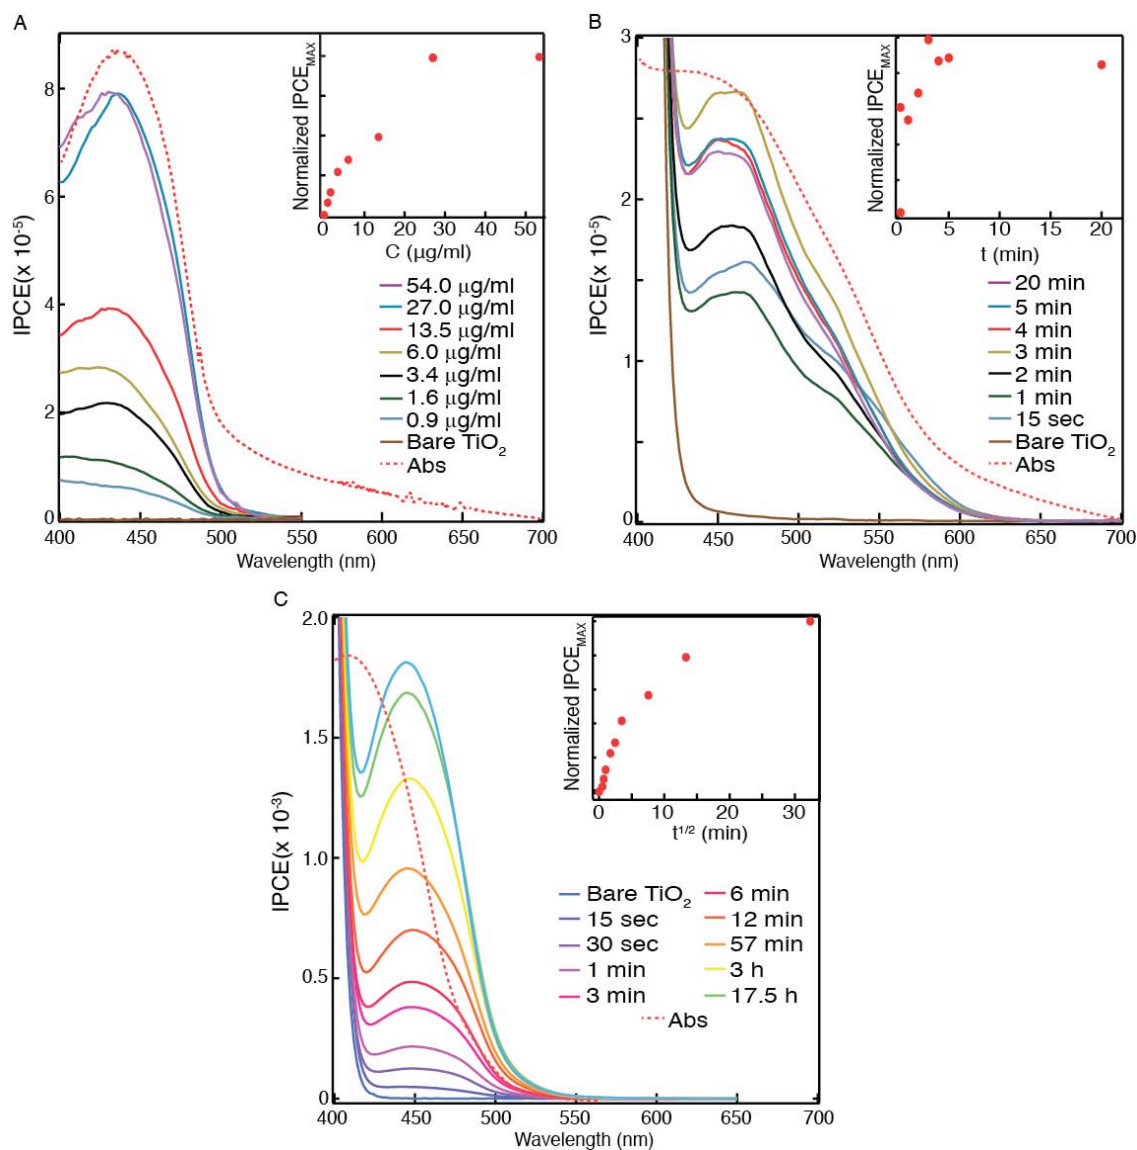 A
IPCE(x 10⁻⁵)
8
6
4
2
0
400 450 500 550 600 650 700
Wavelength (nm)
Normalized IPCE_MAX
0 10 20 30 40 50
C (μg/ml)
54.0 μg/ml
27.0 μg/ml
13.5 μg/ml
6.0 μg/ml
3.4 μg/ml
1.6 μg/ml
0.9 μg/ml
Bare TiO₂
Abs
B
IPCE(x 10⁻⁵)
3
2
1
0
400 450 500 550 600 650 700
Wavelength (nm)
Normalized IPCE_MAX
0 5 10 15 20
t (min)
20 min
5 min
4 min
3 min
2 min
1 min
15 sec
Bare TiO₂
Abs
C
IPCE(x 10⁻³)
2.0
1.5
1.0
0.5
0
400 450 500 550 600 650 700
Wavelength (nm)
Normalized IPCE_MAX
0 10 20 30
t¹/² (min)
Bare TiO₂ 6 min
15 sec 12 min
30 sec 57 min
1 min 3 h
3 min 17.5 h
Abs